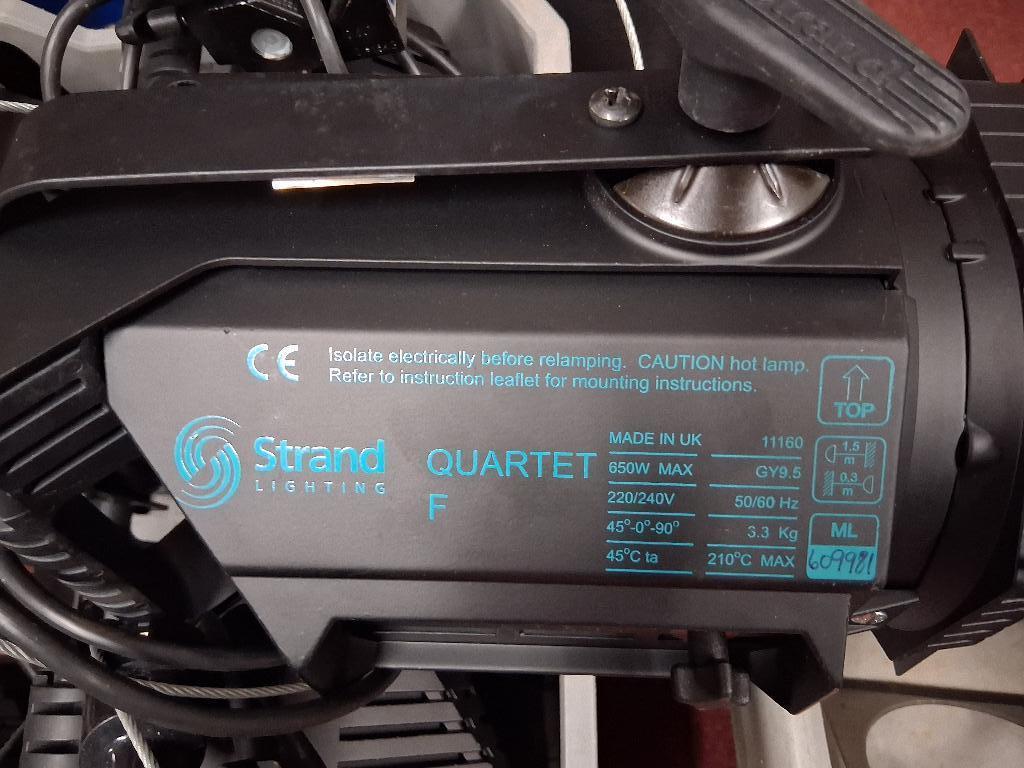 Strand
CE Isolate electrically before relamping. CAUTION hot lamp.
Refer to instruction leaflet for mounting instructions.
TOP
Strand
LIGHTING
QUARTET
F
MADE IN UK 11160
650W MAX GY9.5
220/240V 50/60 Hz
45°-0°-90° 3.3 Kg
45°C ta 210°C MAX
1.5
m
0.3
m
ML
609981